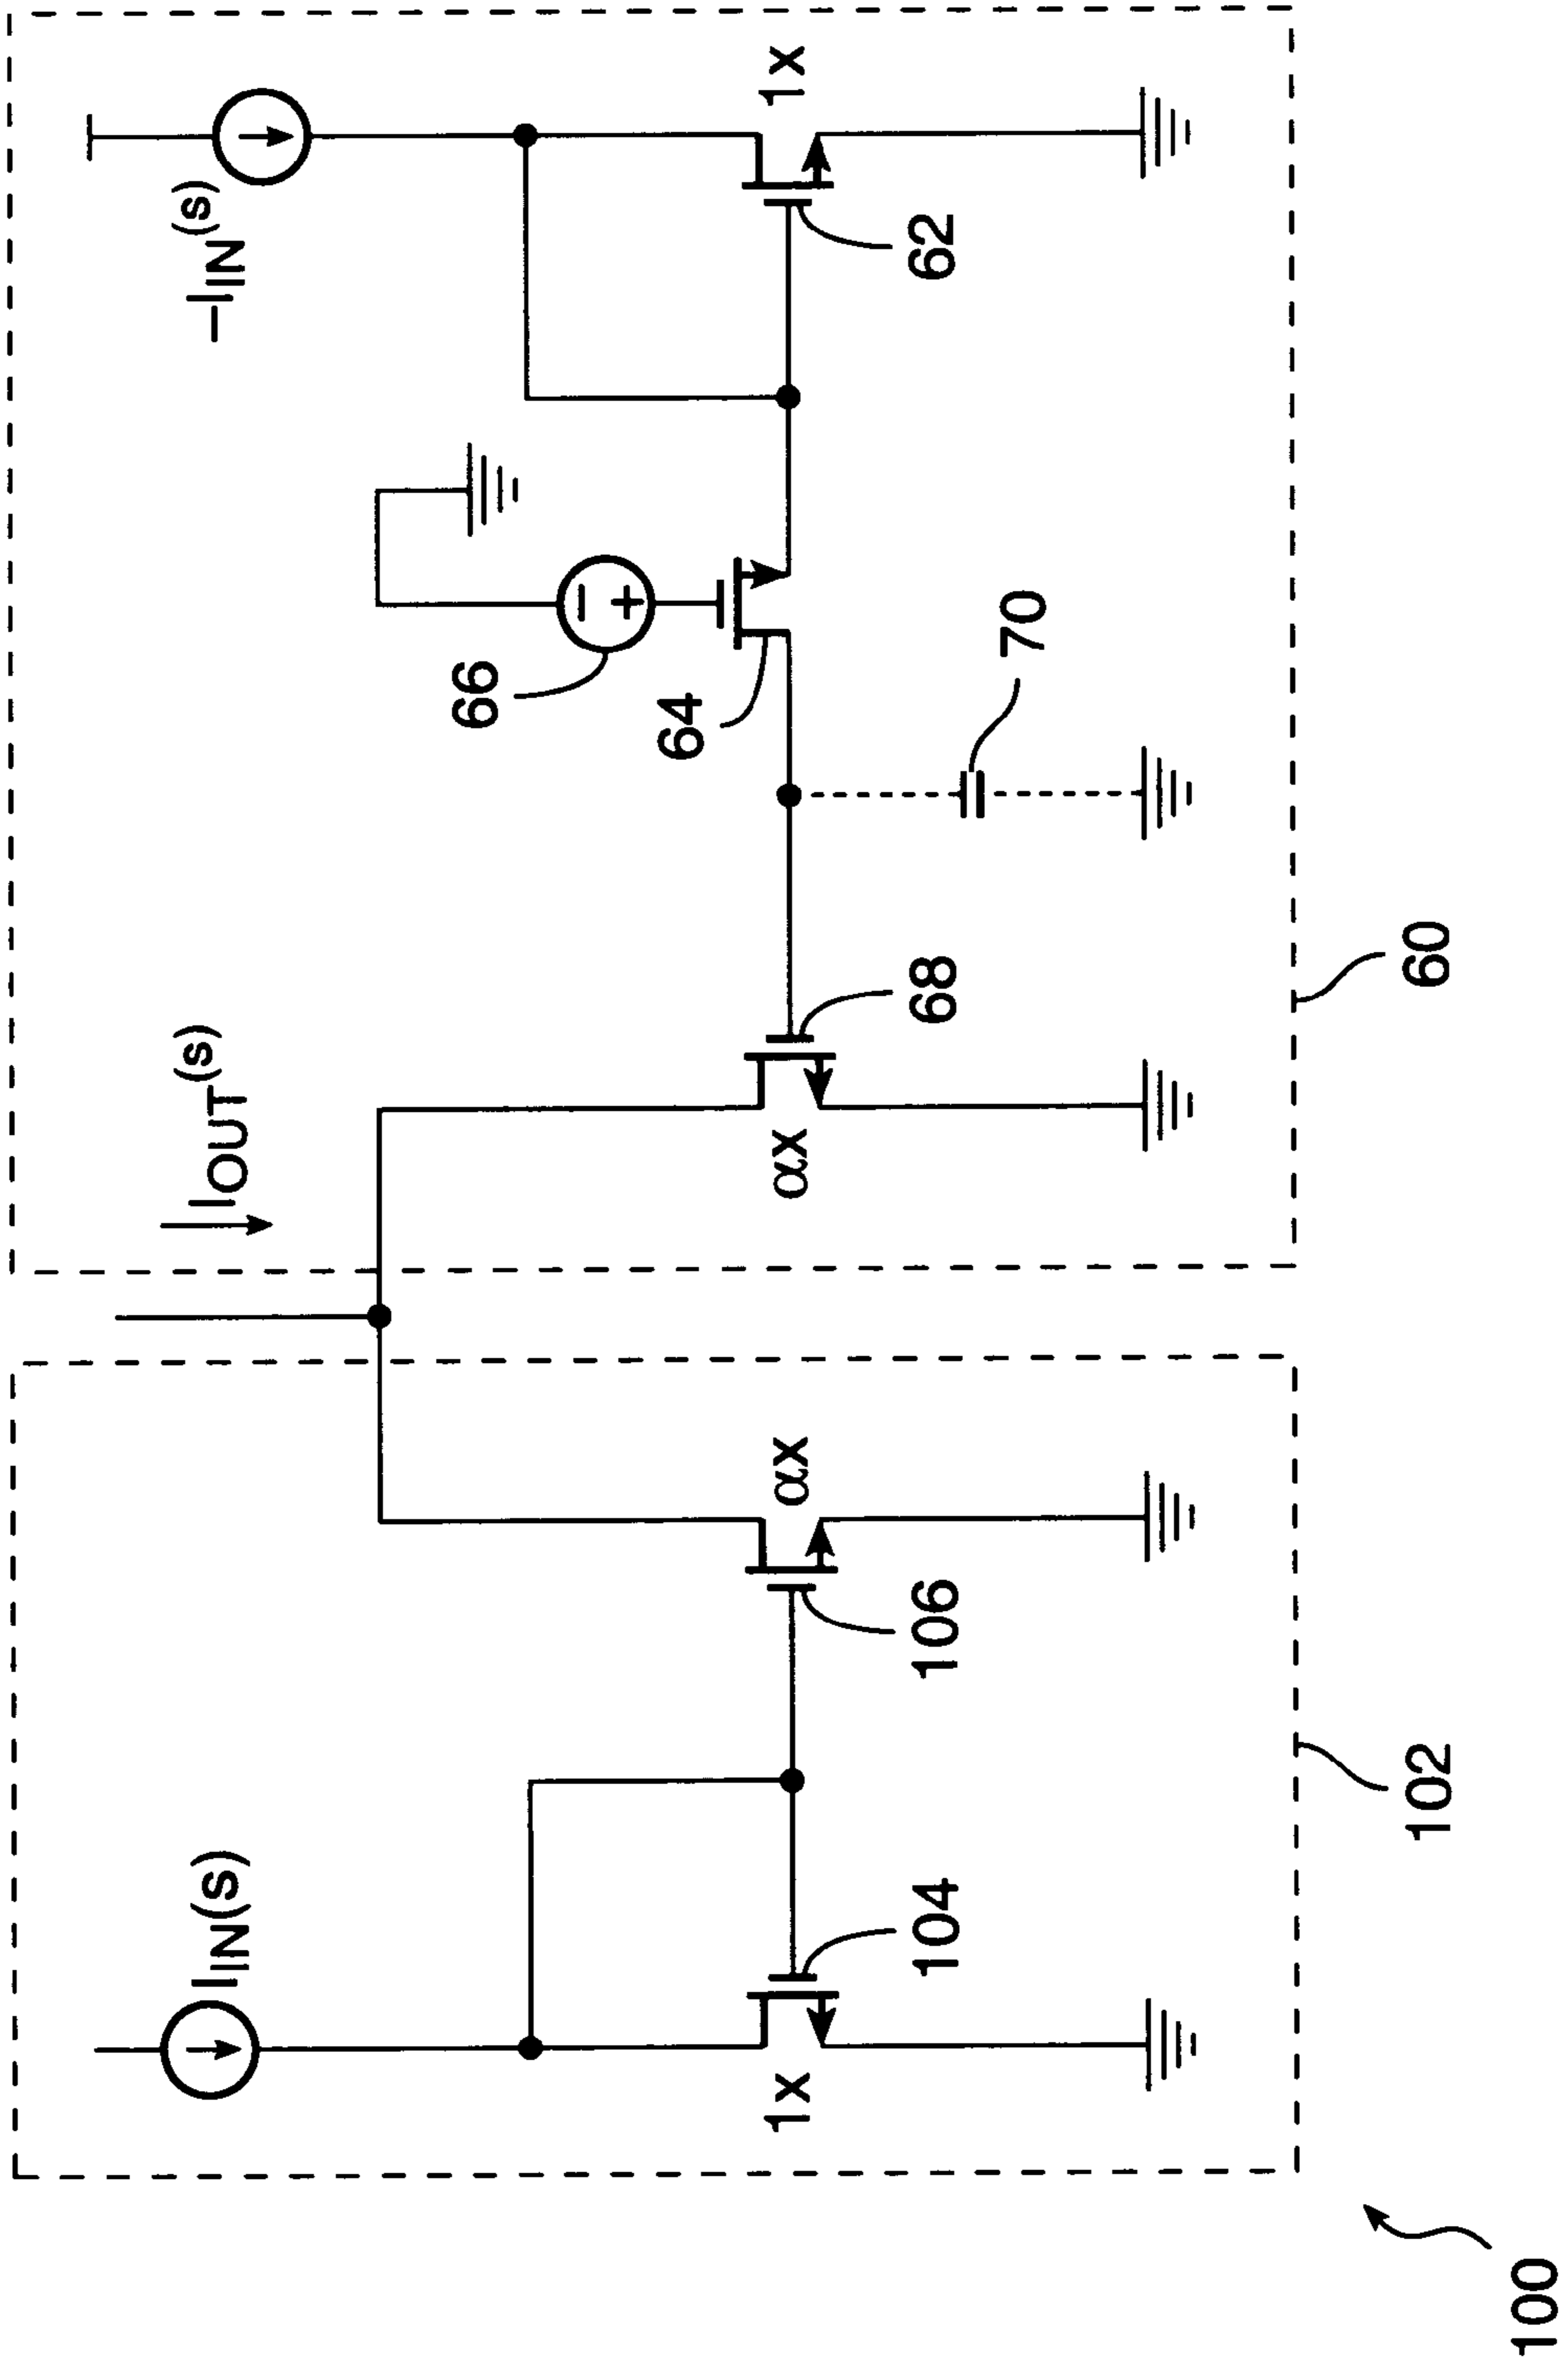 100
I_IN(s)
I_OUT(s)
–I_IN(s)
66
64
1x
αx
αx
1x
104
106
68
70
62
102
60